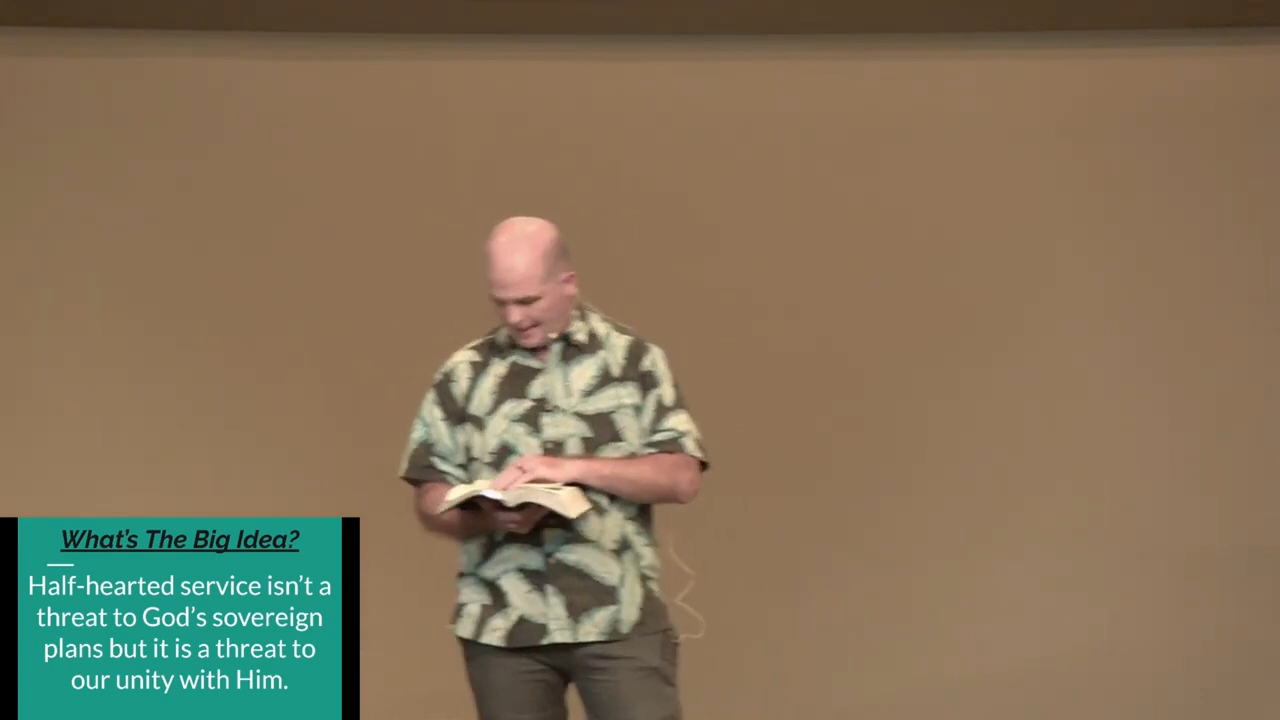 What's The Big Idea?
Half-hearted service isn't a
threat to God's sovereign
plans but it is a threat to
our unity with Him.